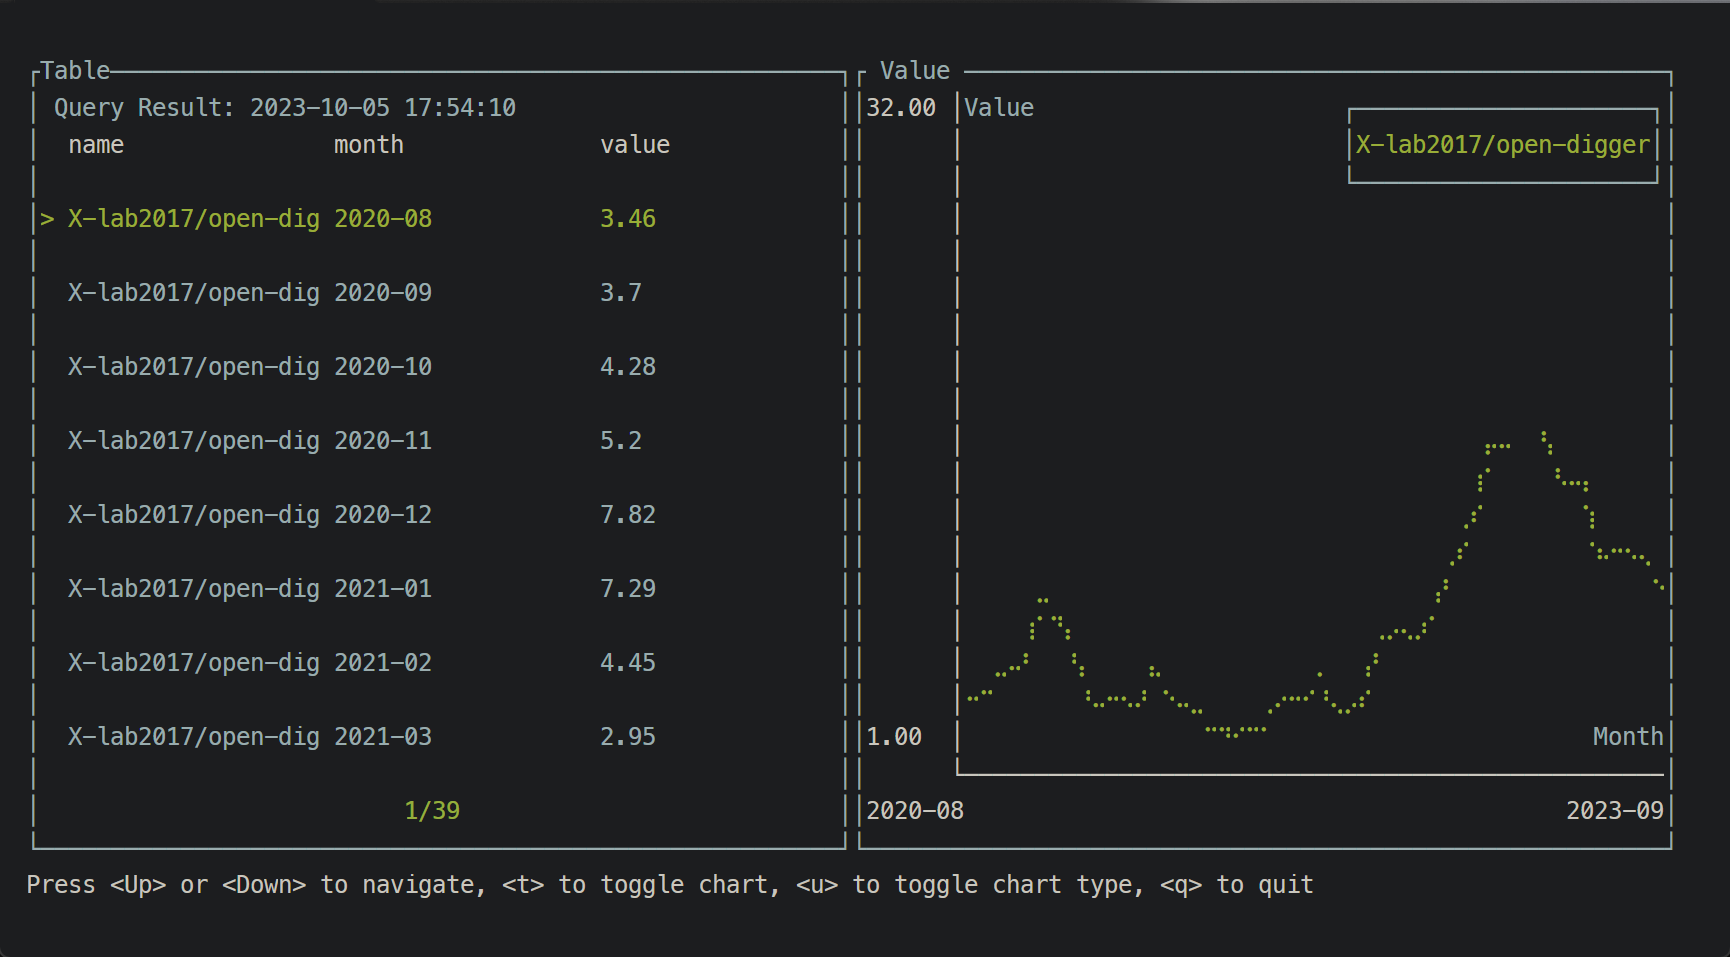 Table
Query Result: 2023-10-05 17:54:10
name month value
> X-lab2017/open-dig 2020-08 3.46
X-lab2017/open-dig 2020-09 3.7
X-lab2017/open-dig 2020-10 4.28
X-lab2017/open-dig 2020-11 5.2
X-lab2017/open-dig 2020-12 7.82
X-lab2017/open-dig 2021-01 7.29
X-lab2017/open-dig 2021-02 4.45
X-lab2017/open-dig 2021-03 2.95
1/39
Value
32.00 Value
X-lab2017/open-digger
1.00
Month
2020-08 2023-09
Press <Up> or <Down> to navigate, <t> to toggle chart, <u> to toggle chart type, <q> to quit